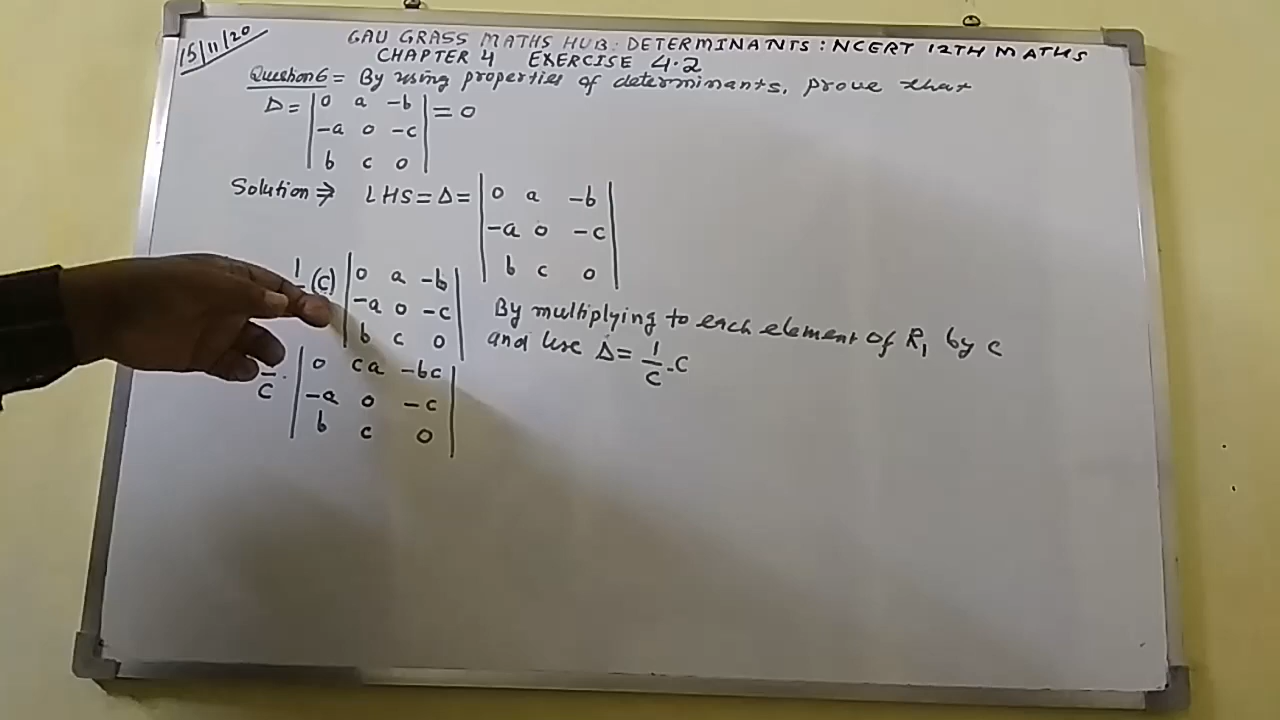 15/11/20
GAU GRASS MATHS HUB: DETERMINANTS: NCERT 12TH MATHS
CHAPTER 4 EXERCISE 4.2
Question 6 = By using properties of determinants, prove that
Δ = | 0 a -b | = 0
| -a 0 -c |
| b c 0 |
Solution ⇒ LHS = Δ = | 0 a -b |
| -a 0 -c |
| b c 0 |
1 (c) | 0 a -b |
| -a 0 -c |
| b c 0 |
By multiplying to each element of R₁ by c
and use Δ = 1/c . c
/c . | 0 ca -bc |
| -a 0 -c |
| b c 0 |